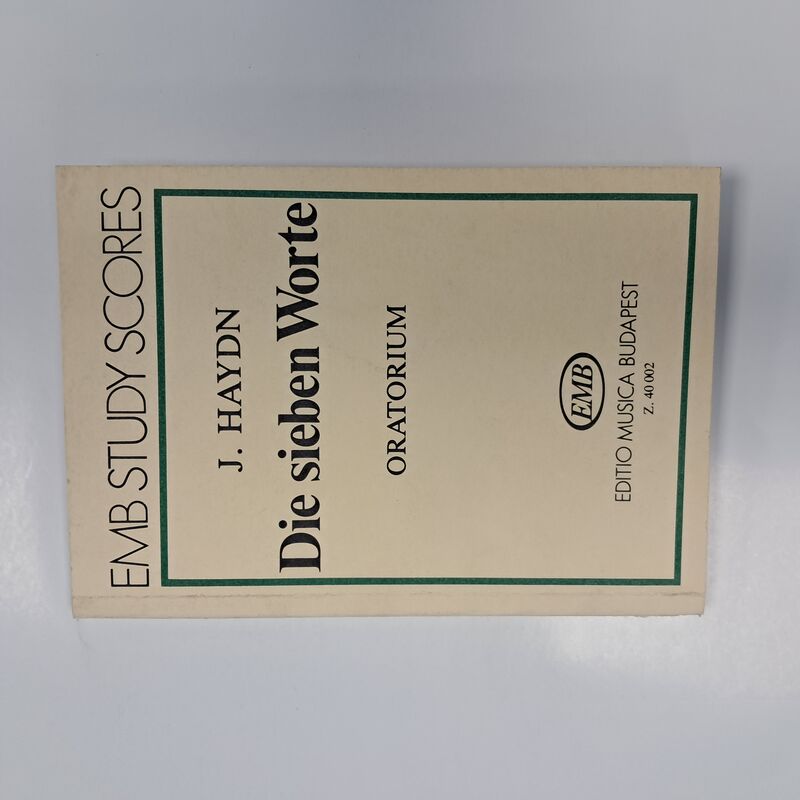 EMB STUDY SCORES
J. HAYDN
Die sieben Worte
ORATORIUM
EMB
EDITIO MUSICA BUDAPEST
Z. 40 002